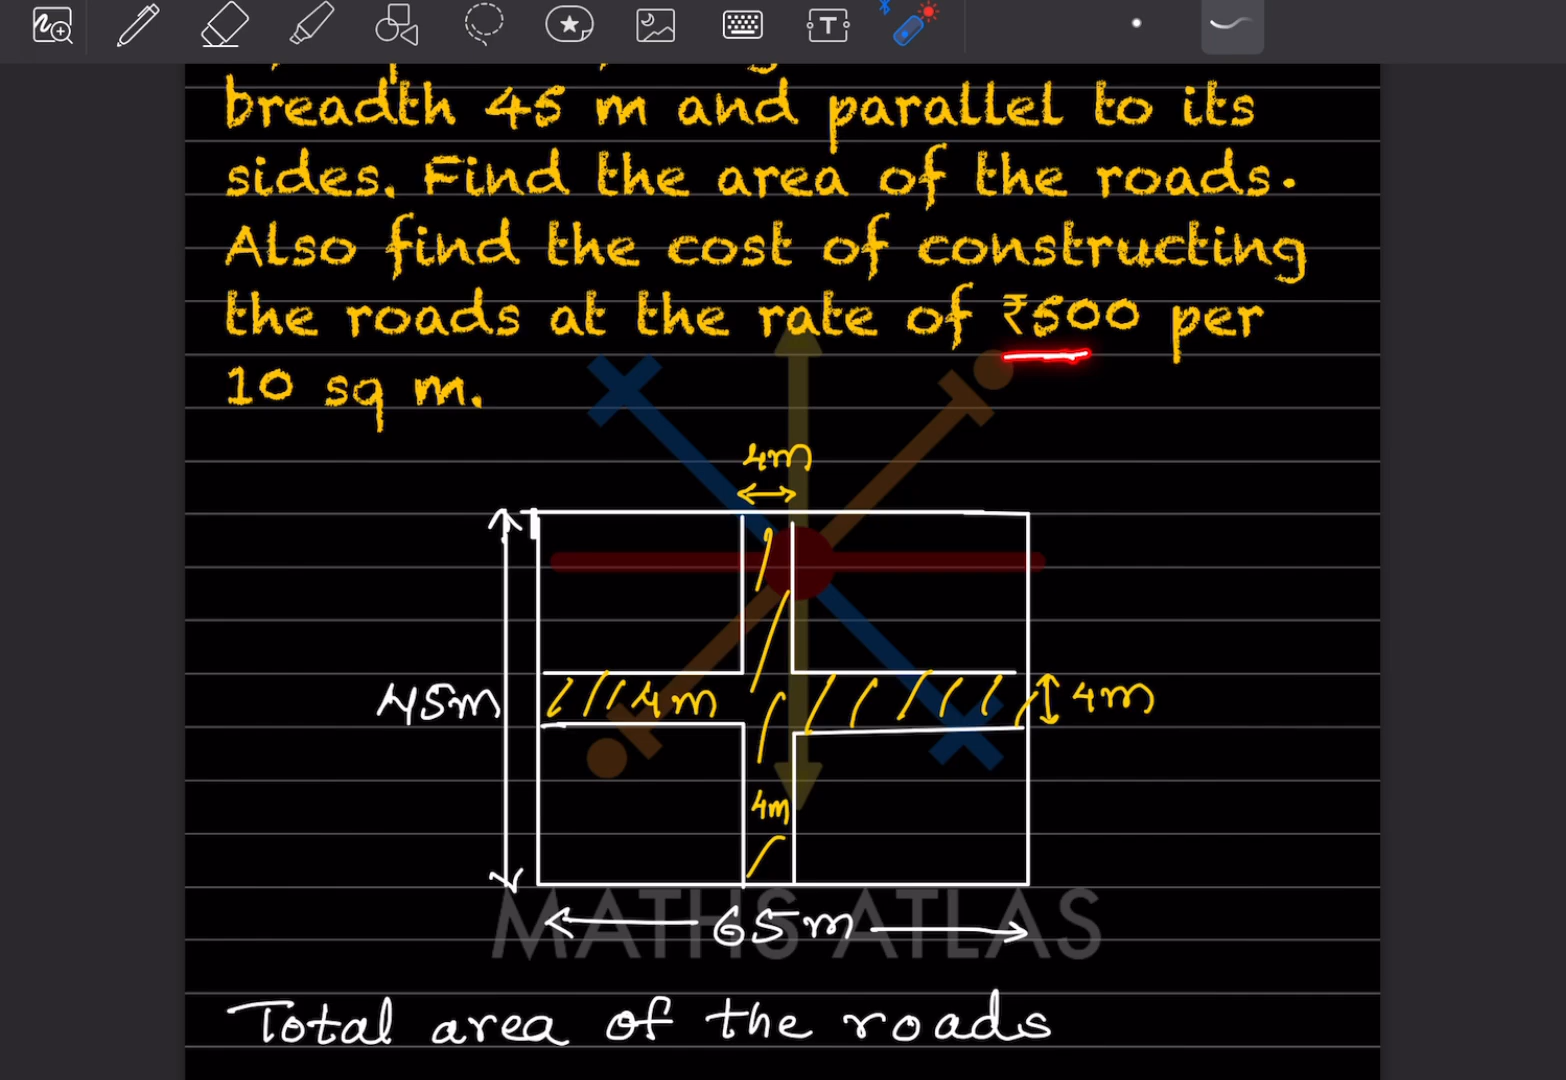 breadth 45 m and parallel to its
sides. Find the area of the roads.
Also find the cost of constructing
the roads at the rate of ₹500 per
10 sq m.
4m
45m
4m
4m
4m
65m
MATHS ATLAS
Total area of the roads